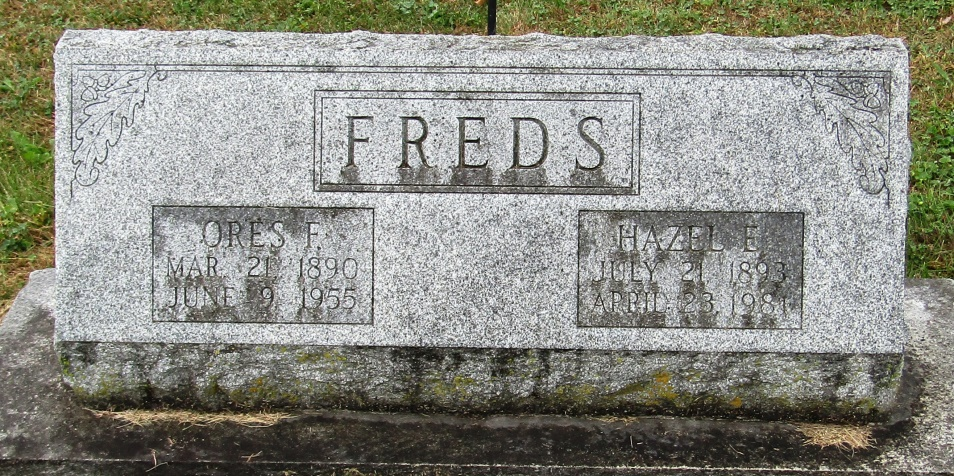 FREDS
ORES F.
MAR. 21, 1890
JUNE 9, 1955
HAZEL E.
JULY 21, 1893
APRIL 23, 1981